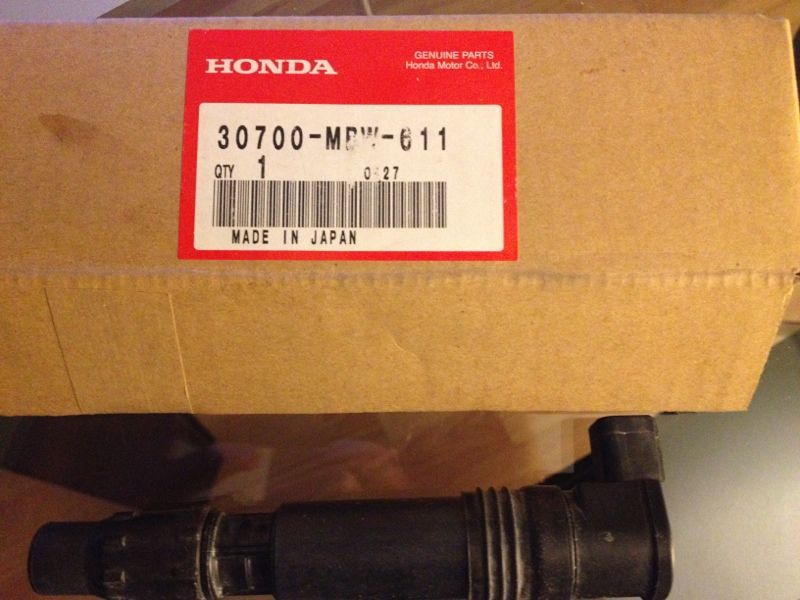 HONDA
GENUINE PARTS
Honda Motor Co., Ltd.
30700-MBW-611
QTY 1
MADE IN JAPAN